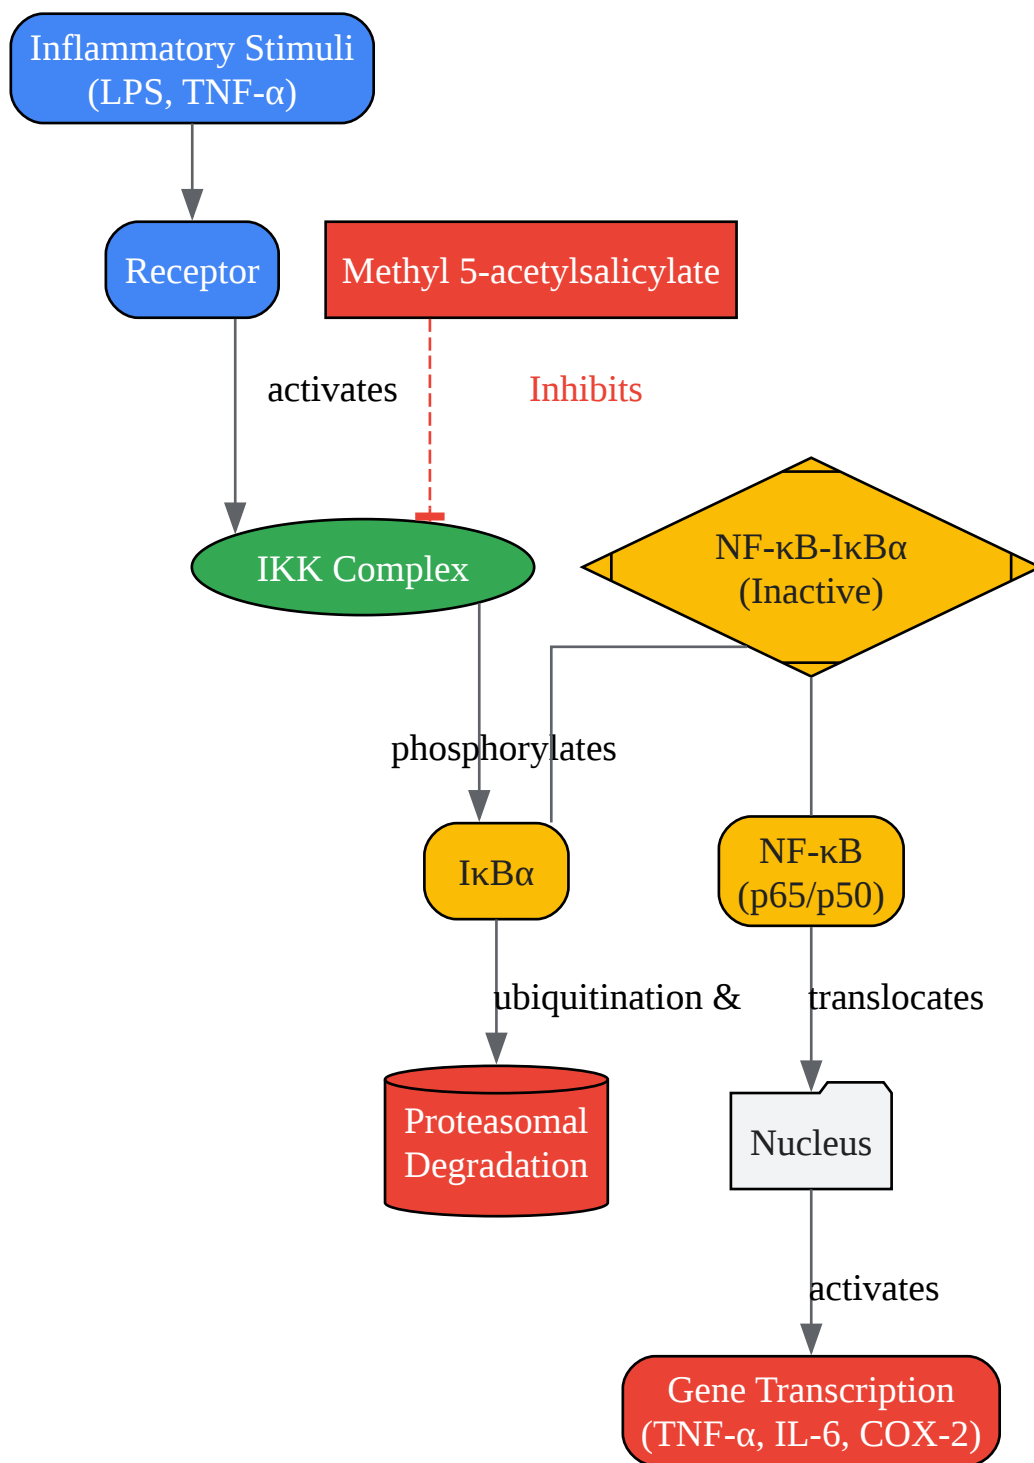 Inflammatory Stimuli
(LPS, TNF-α)
Receptor
Methyl 5-acetylsalicylate
activates
Inhibits
IKK Complex
NF-κB-IκBα
(Inactive)
phosphorylates
IκBα
NF-κB
(p65/p50)
ubiquitination &
translocates
Proteasomal
Degradation
Nucleus
activates
Gene Transcription
(TNF-α, IL-6, COX-2)